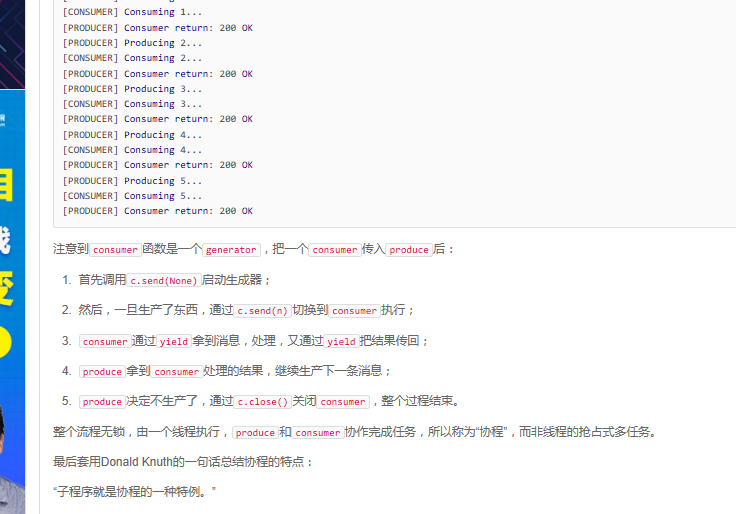 [CONSUMER] Consuming 1...
[PRODUCER] Consumer return: 200 OK
[PRODUCER] Producing 2...
[CONSUMER] Consuming 2...
[PRODUCER] Consumer return: 200 OK
[PRODUCER] Producing 3...
[CONSUMER] Consuming 3...
[PRODUCER] Consumer return: 200 OK
[PRODUCER] Producing 4...
[CONSUMER] Consuming 4...
[PRODUCER] Consumer return: 200 OK
[PRODUCER] Producing 5...
[CONSUMER] Consuming 5...
[PRODUCER] Consumer return: 200 OK
注意到consumer函数是一个generator，把一个consumer传入produce后：
1. 首先调用c.send(None)启动生成器；
2. 然后，一旦生产了东西，通过c.send(n)切换到consumer执行；
3. consumer通过yield拿到消息，处理，又通过yield把结果传回；
4. produce拿到consumer处理的结果，继续生产下一条消息；
5. produce决定不生产了，通过c.close()关闭consumer，整个过程结束。
整个流程无锁，由一个线程执行，produce和consumer协作完成任务，所以称为“协程”，而非线程的抢占式多任务。
最后套用Donald Knuth的一句话总结协程的特点：
“子程序就是协程的一种特例。”